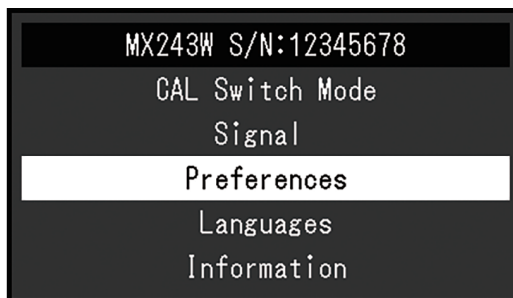 MX243W S/N:12345678
CAL Switch Mode
Signal
Preferences
Languages
Information